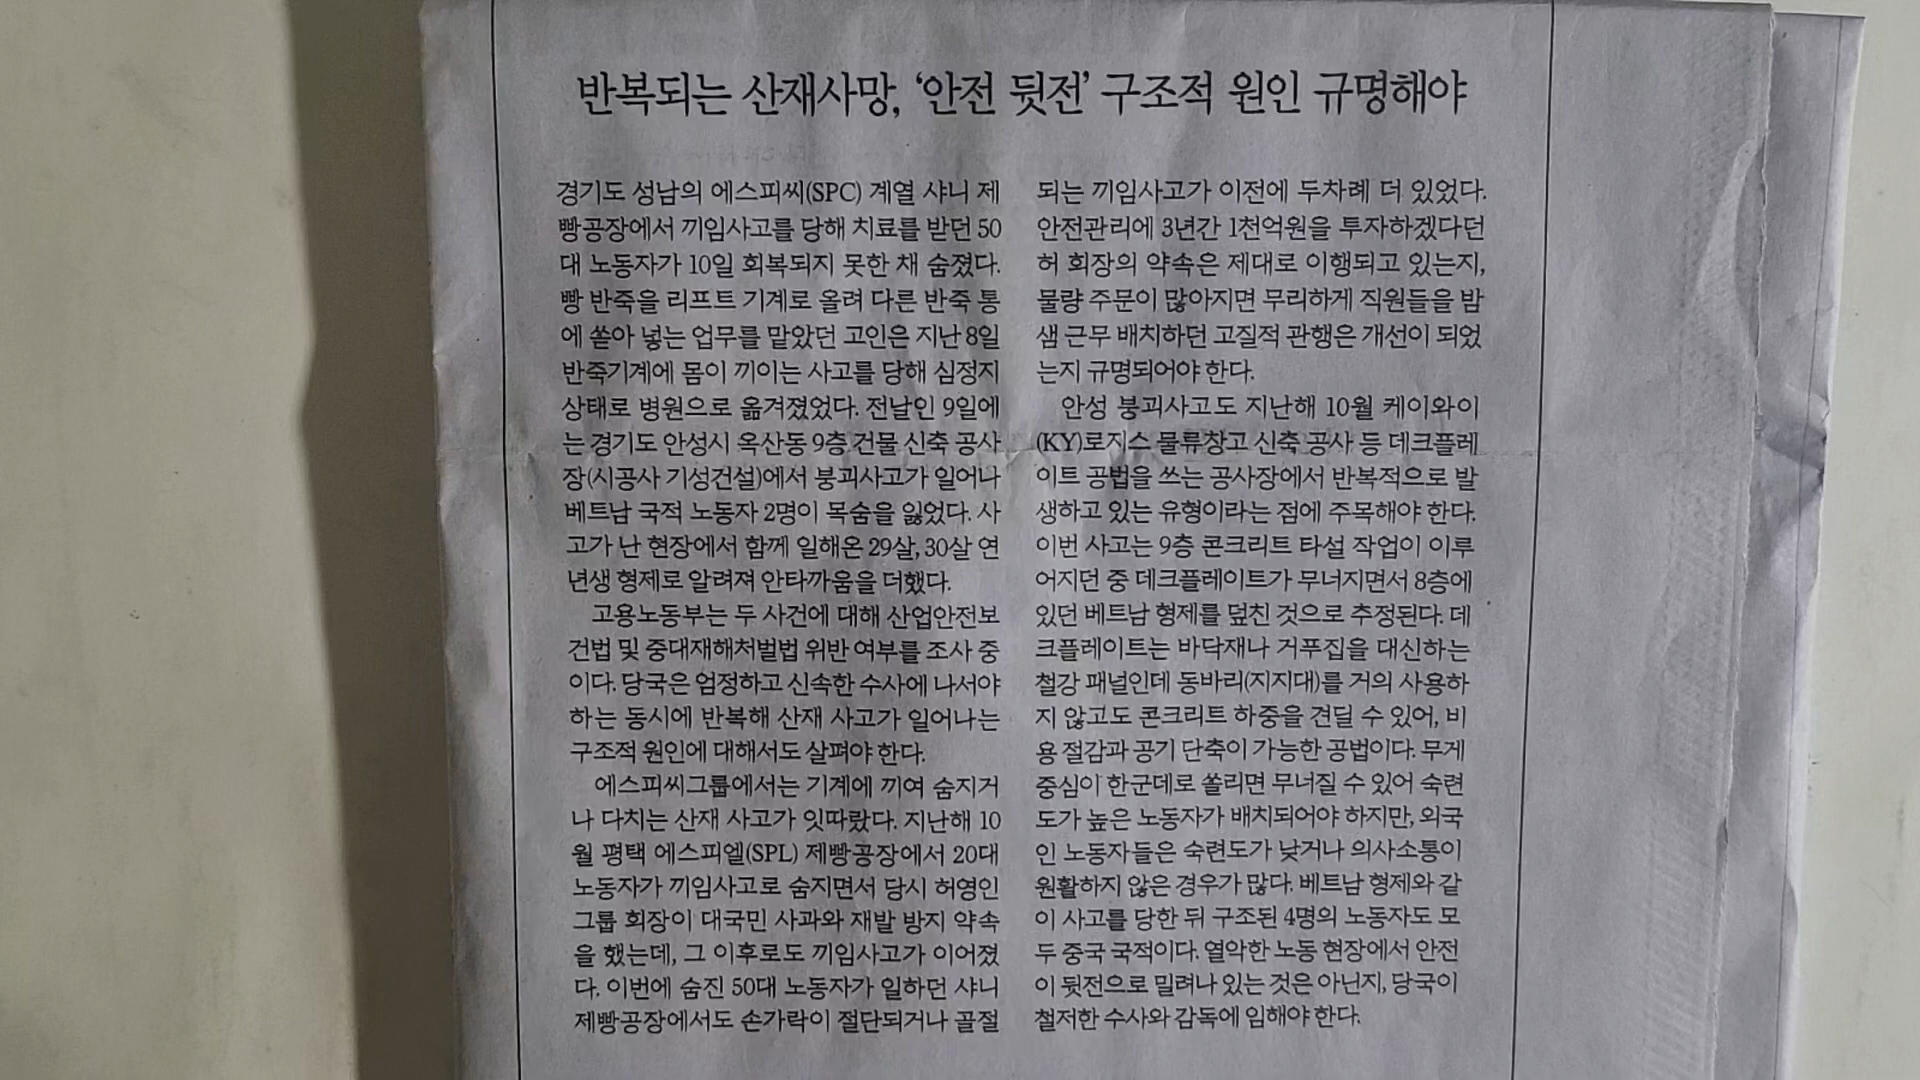 반복되는 산재사망, ‘안전 뒷전’ 구조적 원인 규명해야
경기도 성남의 에스피씨(SPC) 계열 샤니 제
빵공장에서 끼임사고를 당해 치료를 받던 50
대 노동자가 10일 회복되지 못한 채 숨졌다.
빵 반죽을 리프트 기계로 올려 다른 반죽 통
에 쏟아 넣는 업무를 맡았던 고인은 지난 8일
반죽기계에 몸이 끼이는 사고를 당해 심정지
상태로 병원으로 옮겨졌었다. 전날인 9일에
는 경기도 안성시 옥산동 9층 건물 신축 공사
장(시공사 기성건설)에서 붕괴사고가 일어나
베트남 국적 노동자 2명이 목숨을 잃었다. 사
고가 난 현장에서 함께 일해온 29살, 30살 연
년생 형제로 알려져 안타까움을 더했다.
고용노동부는 두 사건에 대해 산업안전보
건법 및 중대재해처벌법 위반 여부를 조사 중
이다. 당국은 엄정하고 신속한 수사에 나서야
하는 동시에 반복해 산재 사고가 일어나는
구조적 원인에 대해서도 살펴야 한다.
에스피씨그룹에서는 기계에 끼여 숨지거
나 다치는 산재 사고가 잇따랐다. 지난해 10
월 평택 에스피엘(SPL) 제빵공장에서 20대
노동자가 끼임사고로 숨지면서 당시 허영인
그룹 회장이 대국민 사과와 재발 방지 약속
을 했는데, 그 이후로도 끼임사고가 이어졌
다. 이번에 숨진 50대 노동자가 일하던 샤니
제빵공장에서도 손가락이 절단되거나 골절
되는 끼임사고가 이전에 두차례 더 있었다.
안전관리에 3년간 1천억원을 투자하겠다던
허 회장의 약속은 제대로 이행되고 있는지,
물량 주문이 많아지면 무리하게 직원들을 밤
샘 근무 배치하던 고질적 관행은 개선이 되었
는지 규명되어야 한다.
안성 붕괴사고도 지난해 10월 케이와이
(KY)로지스 물류창고 신축 공사 등 데크플레
이트 공법을 쓰는 공사장에서 반복적으로 발
생하고 있는 유형이라는 점에 주목해야 한다.
이번 사고는 9층 콘크리트 타설 작업이 이루
어지던 중 데크플레이트가 무너지면서 8층에
있던 베트남 형제를 덮친 것으로 추정된다. 데
크플레이트는 바닥재나 거푸집을 대신하는
철강 패널인데 동바리(지지대)를 거의 사용하
지 않고도 콘크리트 하중을 견딜 수 있어, 비
용 절감과 공기 단축이 가능한 공법이다. 무게
중심이 한군데로 쏠리면 무너질 수 있어 숙련
도가 높은 노동자가 배치되어야 하지만, 외국
인 노동자들은 숙련도가 낮거나 의사소통이
원활하지 않은 경우가 많다. 베트남 형제와 같
이 사고를 당한 뒤 구조된 4명의 노동자도 모
두 중국 국적이다. 열악한 노동 현장에서 안전
이 뒷전으로 밀려나 있는 것은 아닌지, 당국이
철저한 수사와 감독에 임해야 한다.